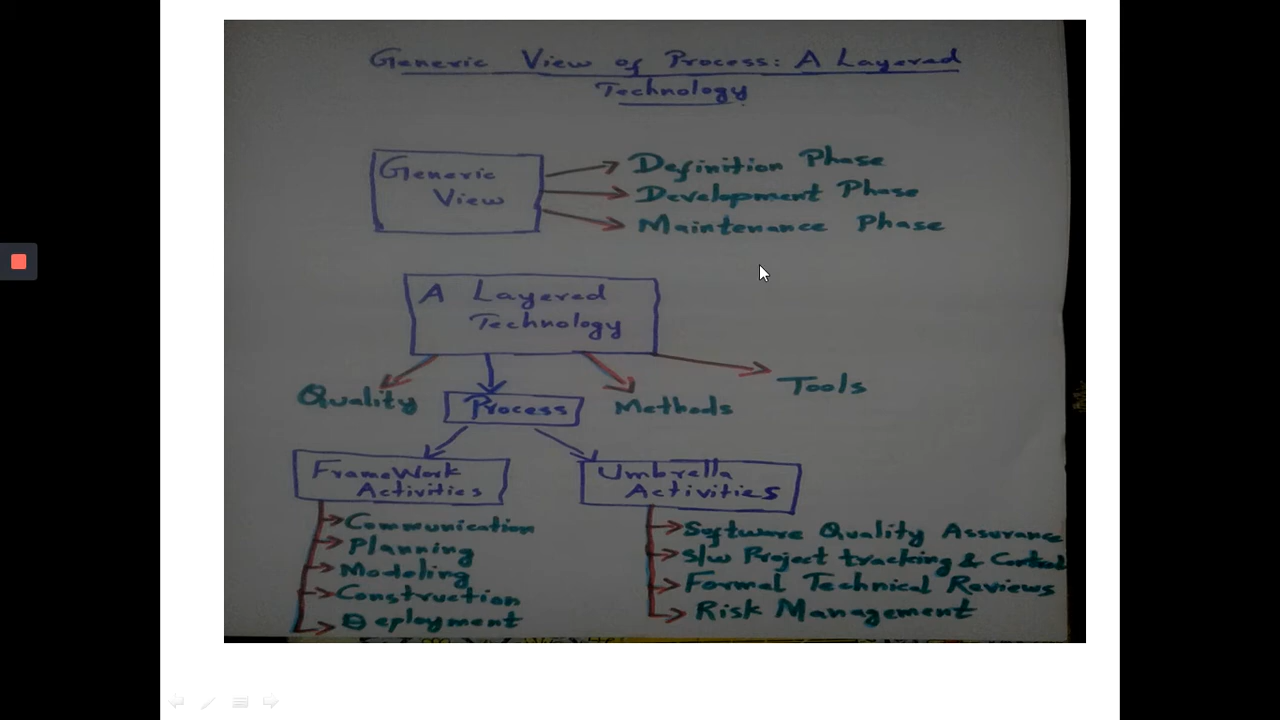 Generic View of Process: A Layered
Technology
Generic
View
Definition Phase
Development Phase
Maintenance Phase
A Layered
Technology
Quality
Process
Methods
Tools
FrameWork
Activities
Umbrella
Activities
Communication
Planning
Modeling
Construction
Deployment
Software Quality Assurance
S/w Project tracking & Control
Formal Technical Reviews
Risk Management